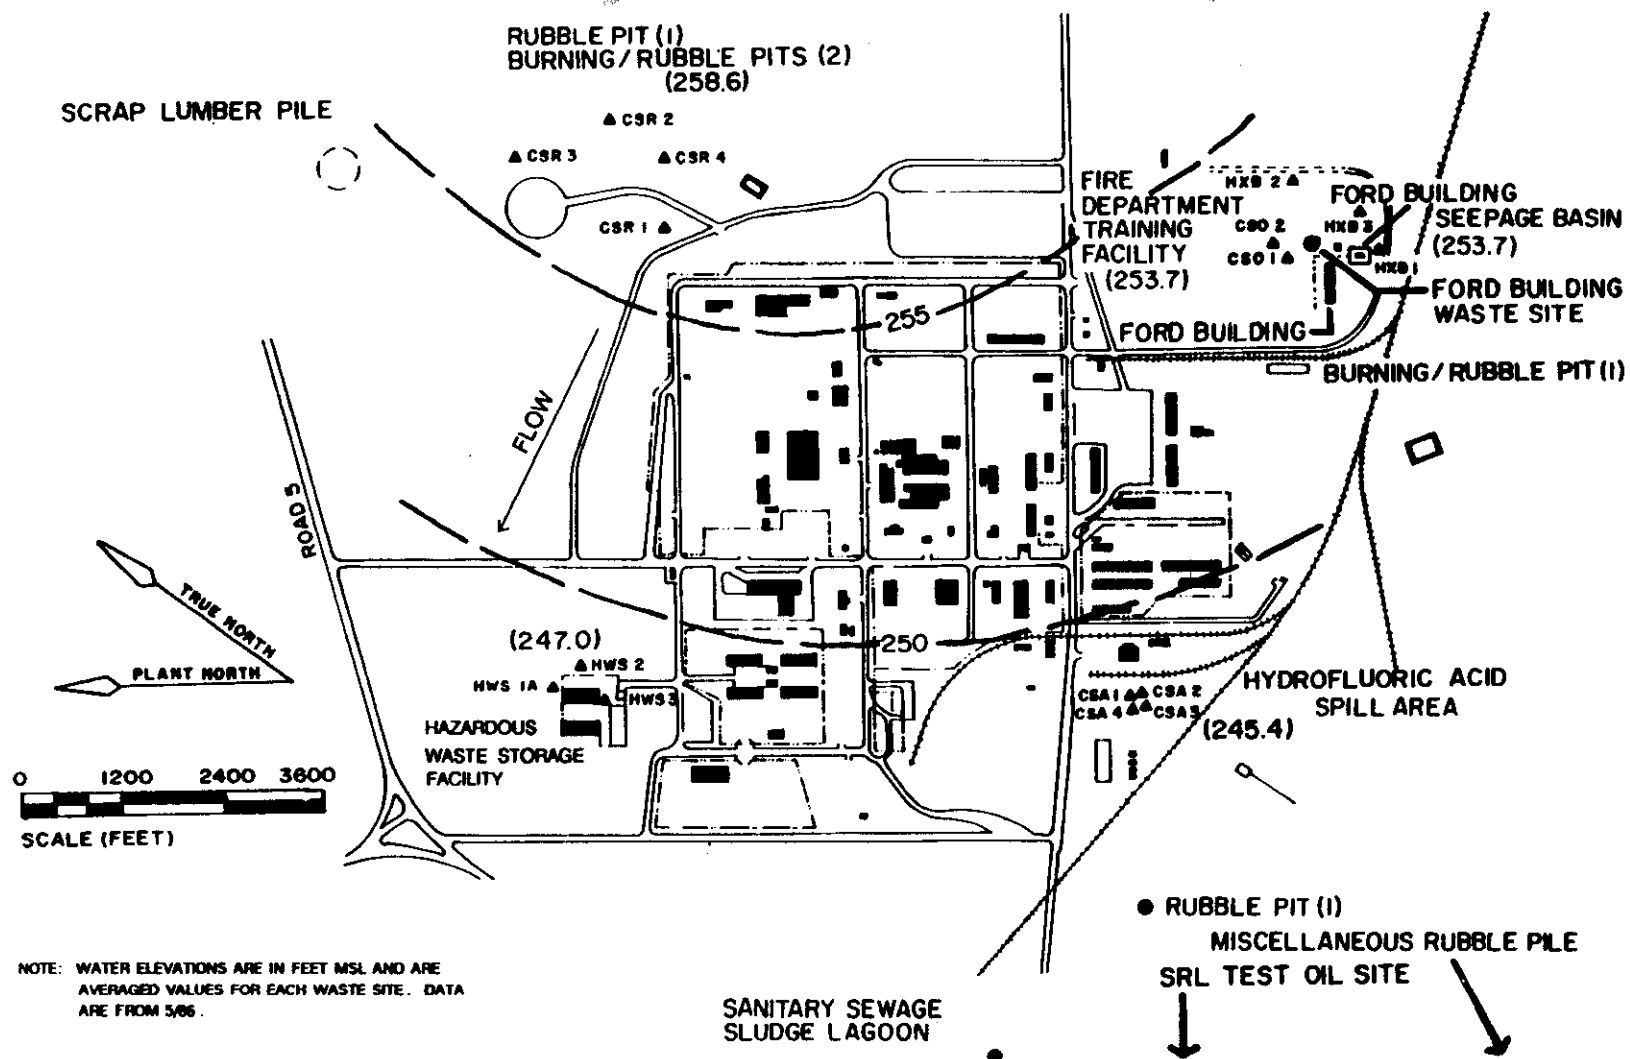 RUBBLE PIT (1)
BURNING/RUBBLE PITS (2)
(258.6)
SCRAP LUMBER PILE
CSR 2
CSR 3
CSR 4
CSR 1
FIRE
DEPARTMENT
TRAINING
FACILITY
(253.7)
HXB 2
FORD BUILDING
SEEPAGE BASIN
(253.7)
CSO 2
HXB 3
CSO 1
HXB 1
FORD BUILDING
WASTE SITE
FORD BUILDING
BURNING/RUBBLE PIT (1)
255
FLOW
ROAD 5
TRUE NORTH
PLANT NORTH
(247.0)
HWS 2
HWS 1A
HWS 3
HAZARDOUS
WASTE STORAGE
FACILITY
250
HYDROFLUORIC ACID
SPILL AREA
(245.4)
CSA 1
CSA 2
CSA 4
CSA 3
0 1200 2400 3600
SCALE (FEET)
RUBBLE PIT (1)
MISCELLANEOUS RUBBLE PILE
SRL TEST OIL SITE
SANITARY SEWAGE
SLUDGE LAGOON
NOTE: WATER ELEVATIONS ARE IN FEET MSL AND ARE
AVERAGED VALUES FOR EACH WASTE SITE. DATA
ARE FROM 5/86.